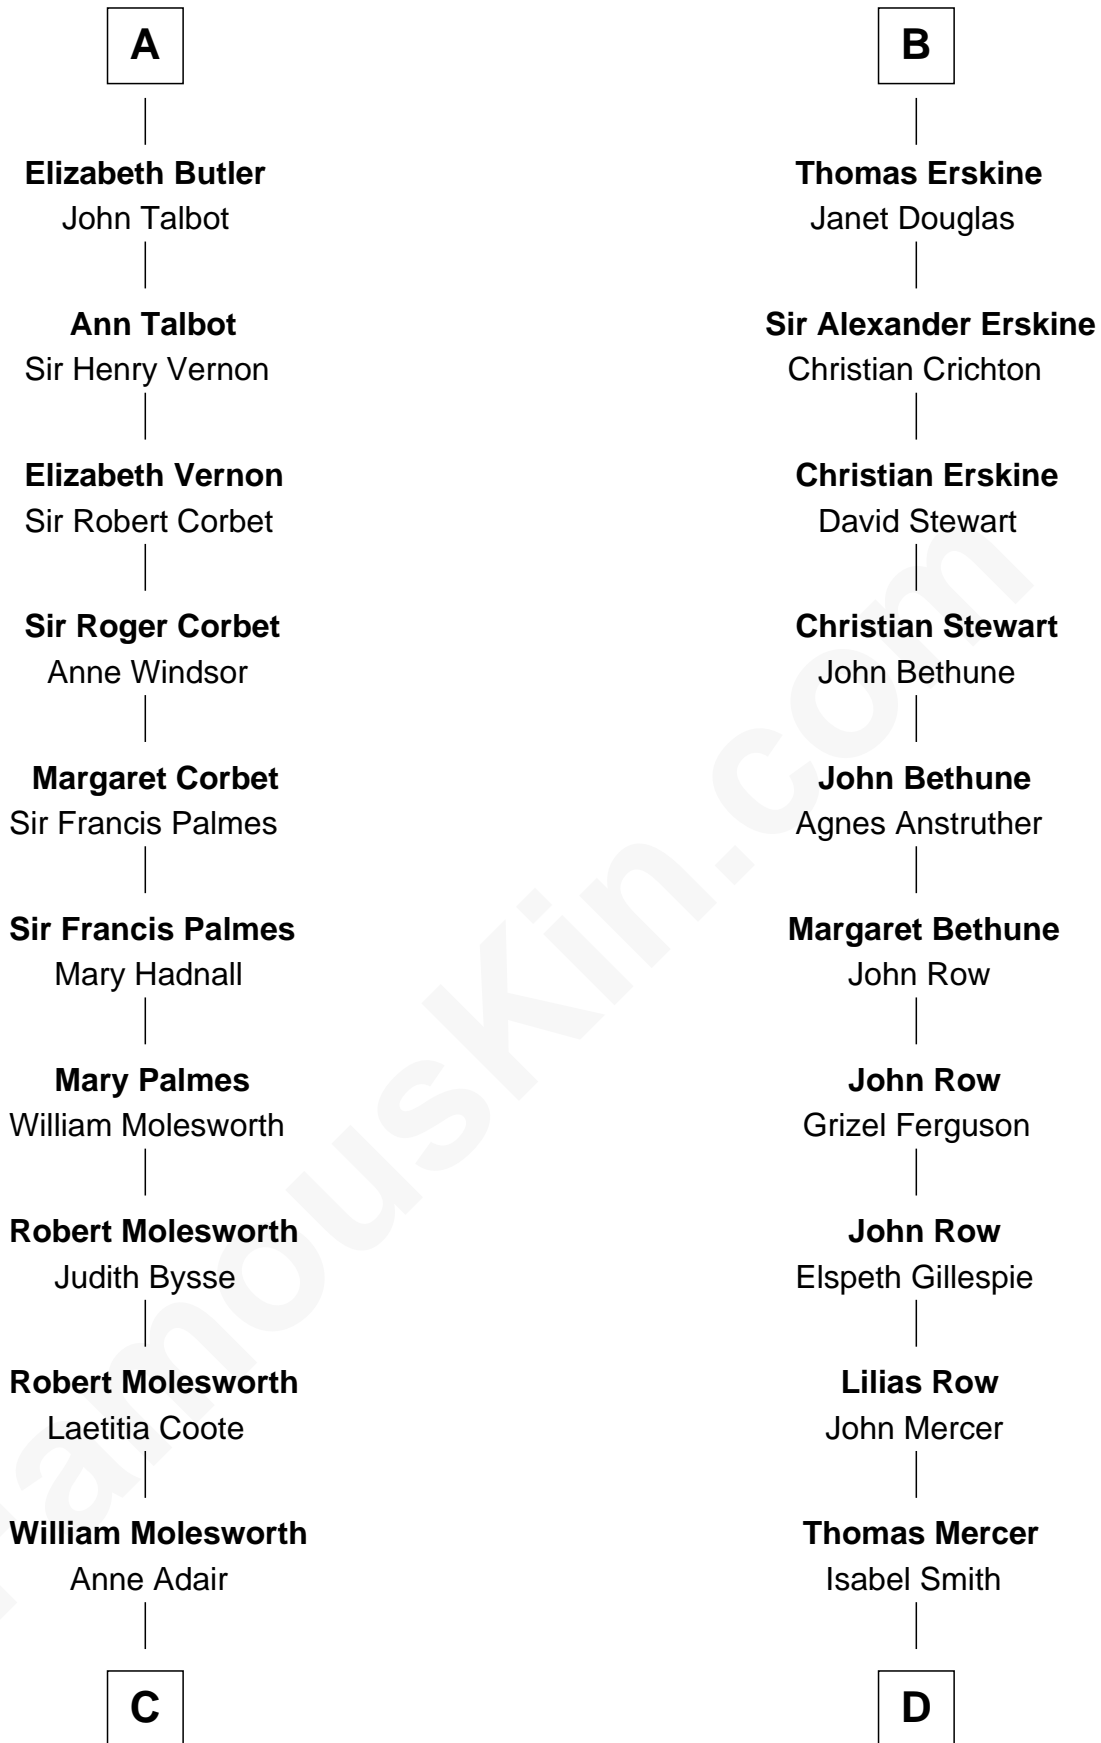 A
Elizabeth Butler
John Talbot
Ann Talbot
Sir Henry Vernon
Elizabeth Vernon
Sir Robert Corbet
Sir Roger Corbet
Anne Windsor
Margaret Corbet
Sir Francis Palmes
Sir Francis Palmes
Mary Hadnall
Mary Palmes
William Molesworth
Robert Molesworth
Judith Bysse
Robert Molesworth
Laetitia Coote
William Molesworth
Anne Adair
C
B
Thomas Erskine
Janet Douglas
Sir Alexander Erskine
Christian Crichton
Christian Erskine
David Stewart
Christian Stewart
John Bethune
John Bethune
Agnes Anstruther
Margaret Bethune
John Row
John Row
Grizel Ferguson
John Row
Elspeth Gillespie
Lilias Row
John Mercer
Thomas Mercer
Isabel Smith
D
FamousKin.com